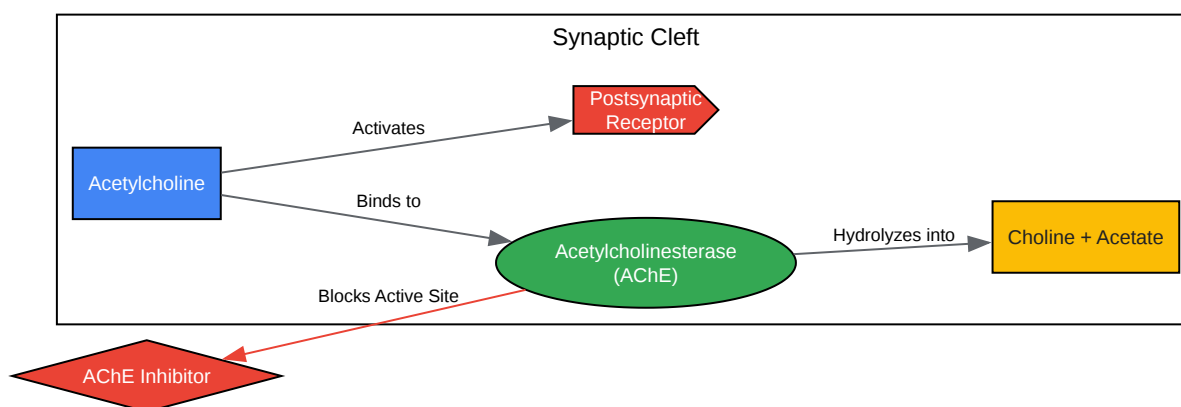 Synaptic Cleft
Postsynaptic
Receptor
Activates
Acetylcholine
Binds to
Acetylcholinesterase
(AChE)
Hydrolyzes into
Choline + Acetate
Blocks Active Site
AChE Inhibitor